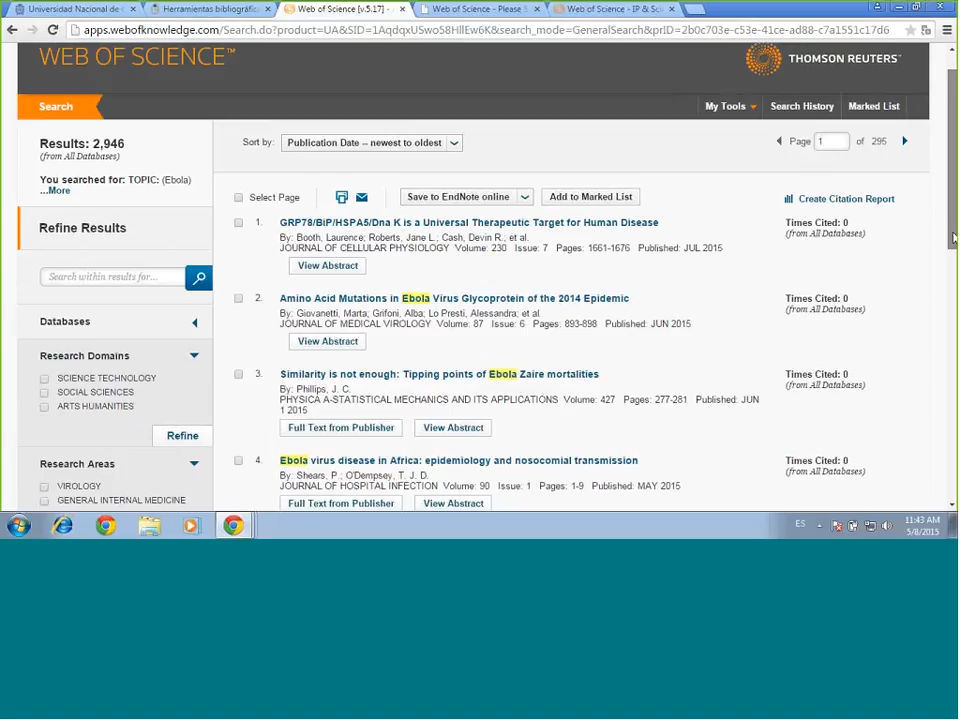 Universidad Nacional de
Herramientas bibliográfic
Web of Science [v.5.17] -
Web of Science - Please
Web of Science - IP & Sci
apps.webofknowledge.com/Search.do?product=UA&SID=1AqdqxUSwo58HllEw6K&search_mode=GeneralSearch&prID=2b0c703e-c53e-41ce-ad88-c7a1551c17d6
WEB OF SCIENCE™
THOMSON REUTERS™
Search
My Tools
Search History
Marked List
Results: 2,946
(from All Databases)
You searched for: TOPIC: (Ebola)
...More
Sort by:
Publication Date -- newest to oldest
Page 1 of 295
Select Page
Save to EndNote online
Add to Marked List
Create Citation Report
Refine Results
Search within results for...
Databases
Research Domains
SCIENCE TECHNOLOGY
SOCIAL SCIENCES
ARTS HUMANITIES
Refine
Research Areas
VIROLOGY
GENERAL INTERNAL MEDICINE
1. GRP78/BiP/HSPA5/Dna K is a Universal Therapeutic Target for Human Disease
By: Booth, Laurence; Roberts, Jane L.; Cash, Devin R.; et al.
JOURNAL OF CELLULAR PHYSIOLOGY Volume: 230 Issue: 7 Pages: 1661-1676 Published: JUL 2015
View Abstract
Times Cited: 0
(from All Databases)
2. Amino Acid Mutations in Ebola Virus Glycoprotein of the 2014 Epidemic
By: Giovanetti, Marta; Grifoni, Alba; Lo Presti, Alessandra; et al.
JOURNAL OF MEDICAL VIROLOGY Volume: 87 Issue: 6 Pages: 893-898 Published: JUN 2015
View Abstract
Times Cited: 0
(from All Databases)
3. Similarity is not enough: Tipping points of Ebola Zaire mortalities
By: Phillips, J. C.
PHYSICA A-STATISTICAL MECHANICS AND ITS APPLICATIONS Volume: 427 Pages: 277-281 Published: JUN
1 2015
Full Text from Publisher
View Abstract
Times Cited: 0
(from All Databases)
4. Ebola virus disease in Africa: epidemiology and nosocomial transmission
By: Shears, P.; O'Dempsey, T. J. D.
JOURNAL OF HOSPITAL INFECTION Volume: 90 Issue: 1 Pages: 1-9 Published: MAY 2015
Full Text from Publisher
View Abstract
Times Cited: 0
(from All Databases)
ES
11:43 AM
5/8/2015